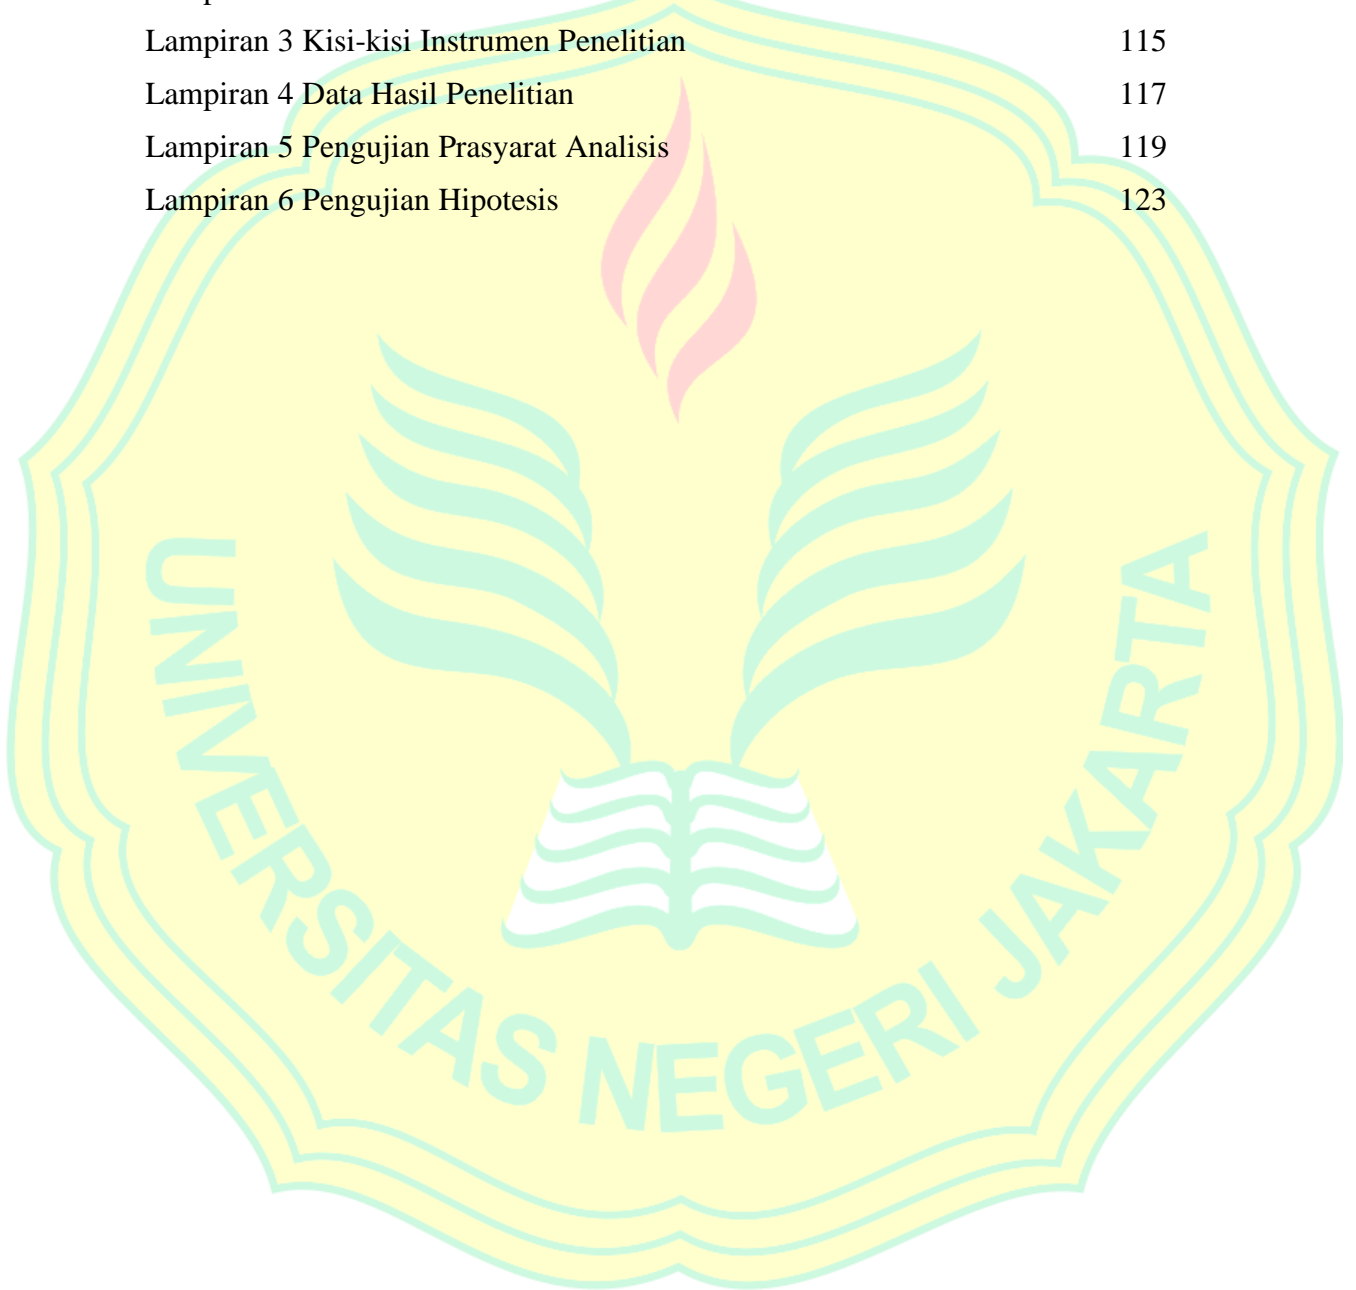 Lampiran 3 Kisi-kisi Instrumen Penelitian 115
Lampiran 4 Data Hasil Penelitian 117
Lampiran 5 Pengujian Prasyarat Analisis 119
Lampiran 6 Pengujian Hipotesis 123
UNIVERSITAS NEGERI JAKARTA